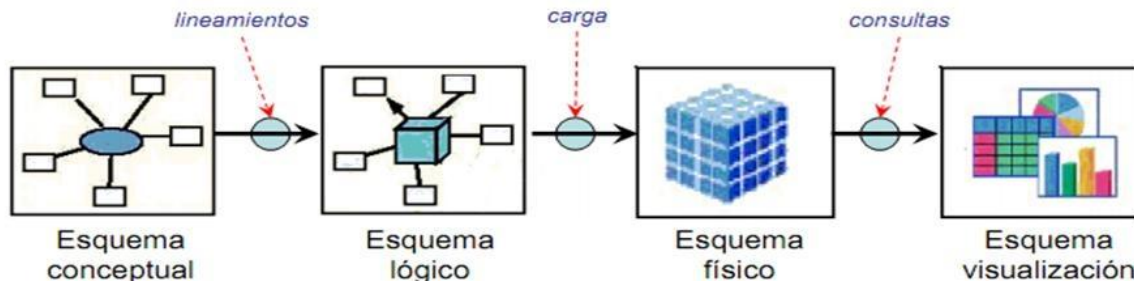 lineamientos
carga
consultas
Esquema
conceptual
Esquema
lógico
Esquema
físico
Esquema
visualización